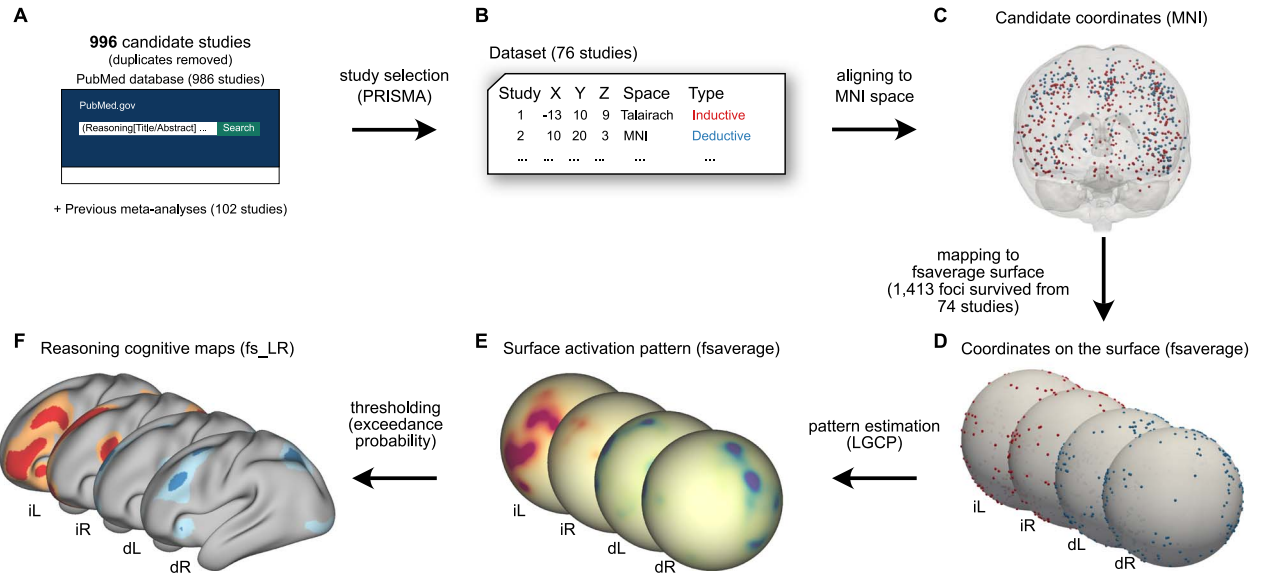 A
996 candidate studies
(duplicates removed)
PubMed database (986 studies)
PubMed.gov
(Reasoning[Title/Abstract] ...
Search
+ Previous meta-analyses (102 studies)
study selection
(PRISMA)
B
Dataset (76 studies)
Study X Y Z Space Type
1 -13 10 9 Talairach Inductive
2 10 20 3 MNI Deductive
... ... ... ... ... ...
aligning to
MNI space
C
Candidate coordinates (MNI)
mapping to
fsaverage surface
(1,413 foci survived from
74 studies)
D
Coordinates on the surface (fsaverage)
iL
iR
dL
dR
pattern estimation
(LGCP)
E
Surface activation pattern (fsaverage)
iL
iR
dL
dR
thresholding
(exceedance
probability)
F
Reasoning cognitive maps (fs_LR)
iL
iR
dL
dR